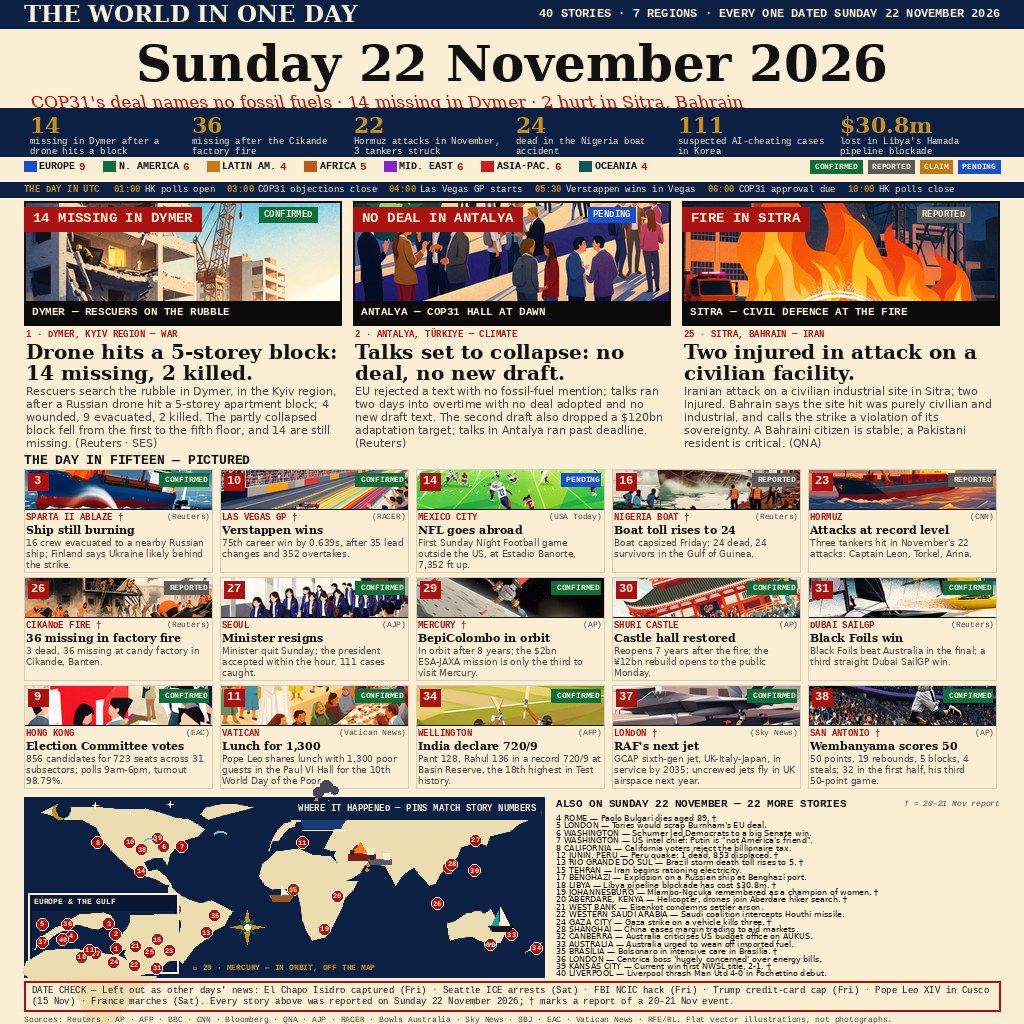 THE WORLD IN ONE DAY
40 STORIES · 7 REGIONS · EVERY ONE DATED SUNDAY 22 NOVEMBER 2026
Sunday 22 November 2026
COP31's deal names no fossil fuels · 14 missing in Dymer · 2 hurt in Sitra, Bahrain
14
missing in Dymer after a
drone hits a block
36
missing after the Cikande
factory fire
22
Hormuz attacks in November,
3 tankers struck
24
dead in the Nigeria boat
accident
111
suspected AI-cheating cases
in Korea
$30.8m
lost in Libya's Hamada
pipeline blockade
EUROPE 9
N. AMERICA 6
LATIN AM. 4
AFRICA 5
MID. EAST 6
ASIA-PAC. 6
OCEANIA 4
CONFIRMED
REPORTED
CLAIM
PENDING
THE DAY IN UTC 01:00 HK polls open 03:00 COP31 objections close 04:00 Las Vegas GP starts 05:30 Verstappen wins in Vegas 06:00 COP31 approval due 10:00 HK polls close
14 MISSING IN DYMER
CONFIRMED
DYMER — RESCUERS ON THE RUBBLE
1 · DYMER, KYIV REGION — WAR
Drone hits a 5-storey block:
14 missing, 2 killed.
Rescuers search the rubble in Dymer, in the Kyiv region,
after a Russian drone hit a 5-storey apartment block; 4
wounded, 9 evacuated, 2 killed. The partly collapsed
block fell from the first to the fifth floor, and 14 are still
missing. (Reuters · SES)
NO DEAL IN ANTALYA
PENDING
ANTALYA — COP31 HALL AT DAWN
2 · ANTALYA, TÜRKIYE — CLIMATE
Talks set to collapse: no
deal, no new draft.
EU rejected a text with no fossil-fuel mention; talks ran
two days into overtime with no deal adopted and no
new draft text. The second draft also dropped a $120bn
adaptation target; talks in Antalya ran past deadline.
(Reuters)
FIRE IN SITRA
REPORTED
SITRA — CIVIL DEFENCE AT THE FIRE
25 · SITRA, BAHRAIN — IRAN
Two injured in attack on a
civilian facility.
Iranian attack on a civilian industrial site in Sitra; two
injured. Bahrain says the site hit was purely civilian and
industrial, and calls the strike a violation of its
sovereignty. A Bahraini citizen is stable; a Pakistani
resident is critical. (QNA)
THE DAY IN FIFTEEN — PICTURED
3
CONFIRMED
SPARTA II ABLAZE †
(Reuters)
Ship still burning
16 crew evacuated to a nearby Russian
ship; Finland says Ukraine likely behind
the strike.
10
CONFIRMED
LAS VEGAS GP †
(RACER)
Verstappen wins
75th career win by 0.639s, after 35 lead
changes and 352 overtakes.
14
PENDING
MEXICO CITY
(USA Today)
NFL goes abroad
First Sunday Night Football game
outside the US, at Estadio Banorte,
7,352 ft up.
16
REPORTED
NIGERIA BOAT †
(Reuters)
Boat toll rises to 24
Boat capsized Friday; 24 dead, 24
survivors in the Gulf of Guinea.
23
REPORTED
HORMUZ
(CNN)
Attacks at record level
Three tankers hit in November's 22
attacks: Captain Leon, Torkel, Arina.
26
REPORTED
CIKANDE FIRE †
(Reuters)
36 missing in factory fire
3 dead, 36 missing at candy factory in
Cikande, Banten.
27
CONFIRMED
SEOUL
(AJP)
Minister resigns
Minister quit Sunday; the president
accepted within the hour. 111 cases
caught.
29
CONFIRMED
MERCURY †
(AP)
BepiColombo in orbit
In orbit after 8 years; the $2bn
ESA-JAXA mission is only the third to
visit Mercury.
30
CONFIRMED
SHURI CASTLE
(AP)
Castle hall restored
Reopens 7 years after the fire; the
¥12bn rebuild opens to the public
Monday.
31
CONFIRMED
DUBAI SAILGP
(Reuters)
Black Foils win
Black Foils beat Australia in the final; a
third straight Dubai SailGP win.
9
CONFIRMED
HONG KONG
(EAC)
Election Committee votes
856 candidates for 723 seats across 31
subsectors; polls 9am-6pm, turnout
98.79%.
11
CONFIRMED
VATICAN
(Vatican News)
Lunch for 1,300
Pope Leo shares lunch with 1,300 poor
guests in the Paul VI Hall for the 10th
World Day of the Poor.
34
CONFIRMED
WELLINGTON
(AFP)
India declare 720/9
Pant 128, Rahul 136 in a record 720/9 at
Basin Reserve, the 18th highest in Test
history.
37
CONFIRMED
LONDON †
(Sky News)
RAF's next jet
GCAP sixth-gen jet, UK-Italy-Japan, in
service by 2035; uncrewed jets fly in UK
airspace next year.
38
CONFIRMED
SAN ANTONIO †
(AP)
Wembanyama scores 50
50 points, 19 rebounds, 5 blocks, 4
steals; 32 in the first half, his third
50-point game.
WHERE IT HAPPENED — PINS MATCH STORY NUMBERS
EUROPE & THE GULF
29 · MERCURY — IN ORBIT, OFF THE MAP
ALSO ON SUNDAY 22 NOVEMBER — 22 MORE STORIES
† = 20–21 Nov report
4 ROME — Paolo Bulgari dies aged 89, †
5 LONDON — Tories would scrap Burnham's EU deal.
6 WASHINGTON — Schumer led Democrats to a big Senate win.
7 WASHINGTON — US intel chief: Putin is "not America's friend".
8 CALIFORNIA — California voters reject the billionaire tax.
12 JUNIN, PERU — Peru quake: 1 dead, 853 displaced. †
13 RIO GRANDE DO SUL — Brazil storm death toll rises to 5. †
15 TEHRAN — Iran begins rationing electricity.
17 BENGHAZI — Explosion on a Russian ship at Benghazi port.
18 LIBYA — Libya pipeline blockade has cost $30.8m. †
19 JOHANNESBURG — Mlambo-Ngcuka remembered as a champion of women. †
20 ABERDARE, KENYA — Helicopter, drones join Aberdare hiker search. †
21 WEST BANK — Eisenkot condemns settler arson.
22 WESTERN SAUDI ARABIA — Saudi coalition intercepts Houthi missile.
24 GAZA CITY — Gaza strike on a vehicle kills three. †
28 SHANGHAI — China eases margin trading to aid markets.
32 CANBERRA — Australia criticises US budget office on AUKUS.
33 AUSTRALIA — Australia urged to wean off imported fuel.
35 BRASÍLIA — Bolsonaro in intensive care in Brasília. †
36 LONDON — Centrica boss 'hugely concerned' over energy bills.
39 KANSAS CITY — Current win first NWSL title, 2-1. †
40 LIVERPOOL — Liverpool thrash Man Utd 4-0 in Pochettino debut.
DATE CHECK — Left out as other days' news: El Chapo Isidro captured (Fri) · Seattle ICE arrests (Sat) · FBI NCIC hack (Fri) · Trump credit-card cap (Fri) · Pope Leo XIV in Cusco
(15 Nov) · France marches (Sat). Every story above was reported on Sunday 22 November 2026; † marks a report of a 20–21 Nov event.
Sources: Reuters · AP · AFP · BBC · CNN · Bloomberg · QNA · AJP · RACER · Bowls Australia · Sky News · SBJ · EAC · Vatican News · RFE/RL. Flat vector illustrations, not photographs.